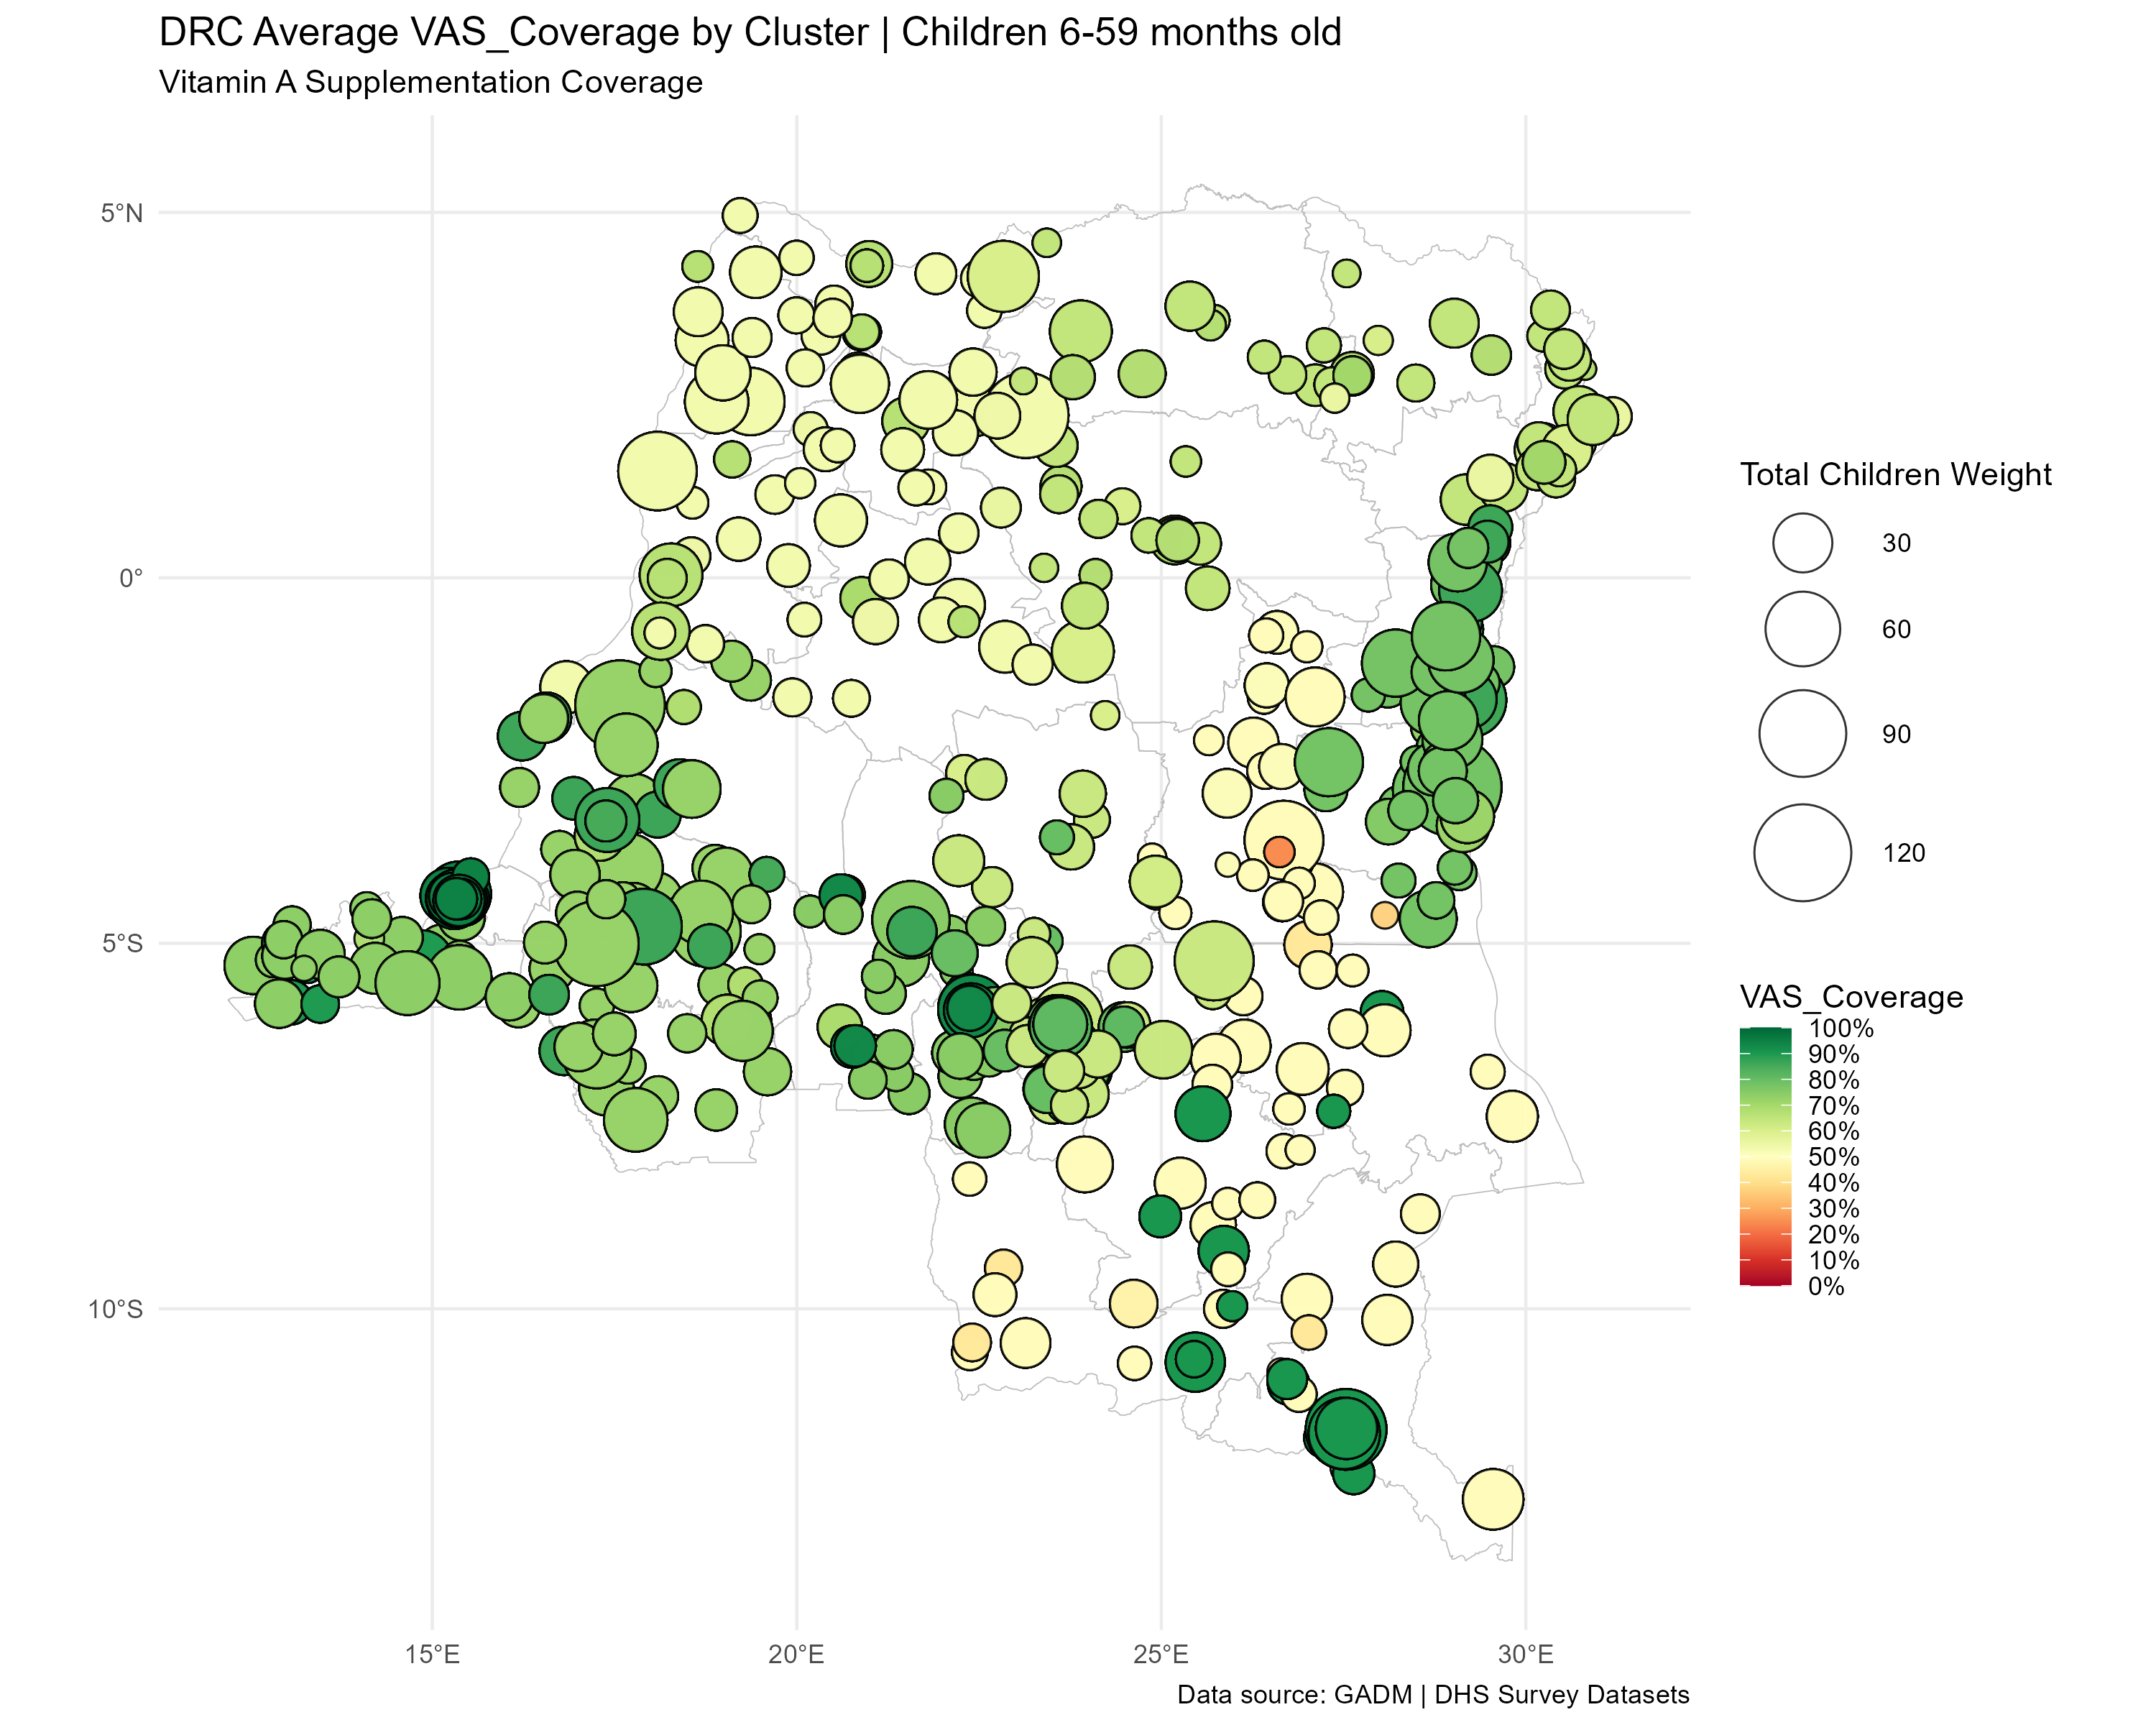 DRC Average VAS_Coverage by Cluster | Children 6-59 months old
Vitamin A Supplementation Coverage
5°N
0°
5°S
10°S
15°E
20°E
25°E
30°E
Total Children Weight
30
60
90
120
VAS_Coverage
100%
90%
80%
70%
60%
50%
40%
30%
20%
10%
0%
Data source: GADM | DHS Survey Datasets